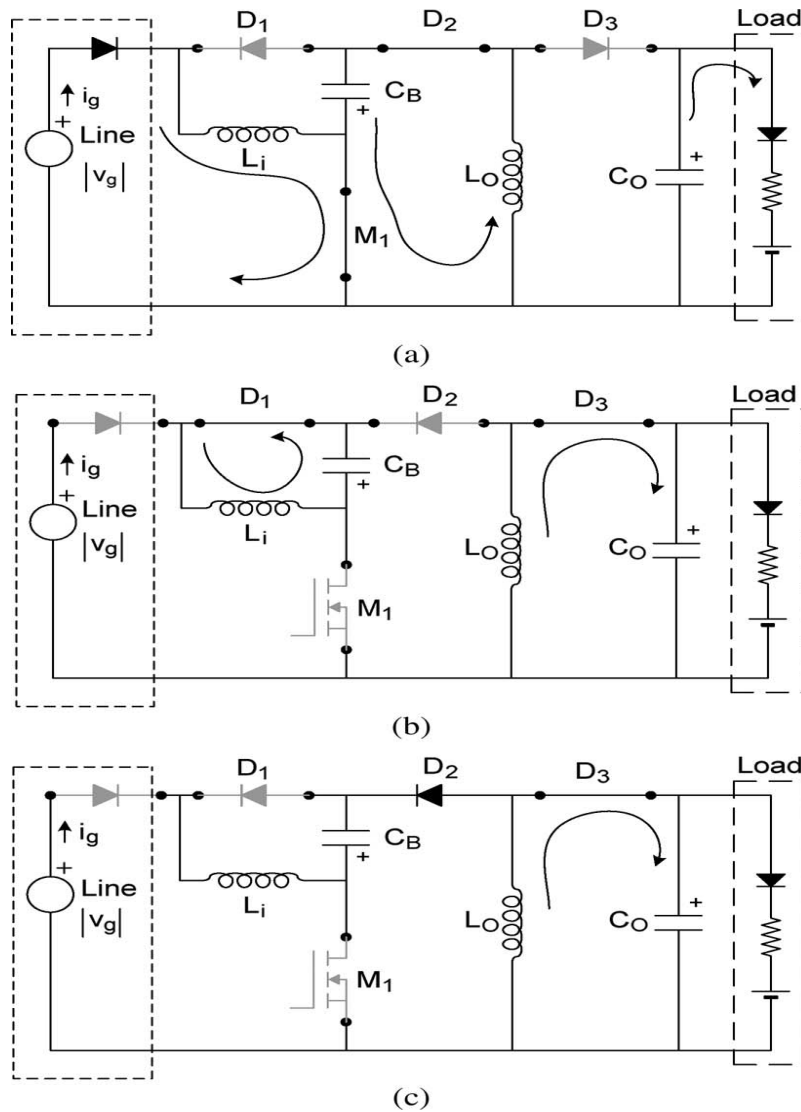 D1 D2 D3 Load
ig
+ Line
|vg|
CB
+
Li
M1
LO
CO
+
(a)
D1 D2 D3 Load
ig
+ Line
|vg|
CB
+
Li
M1
LO
CO
+
(b)
D1 D2 D3 Load
ig
+ Line
|vg|
CB
+
Li
M1
LO
CO
+
(c)